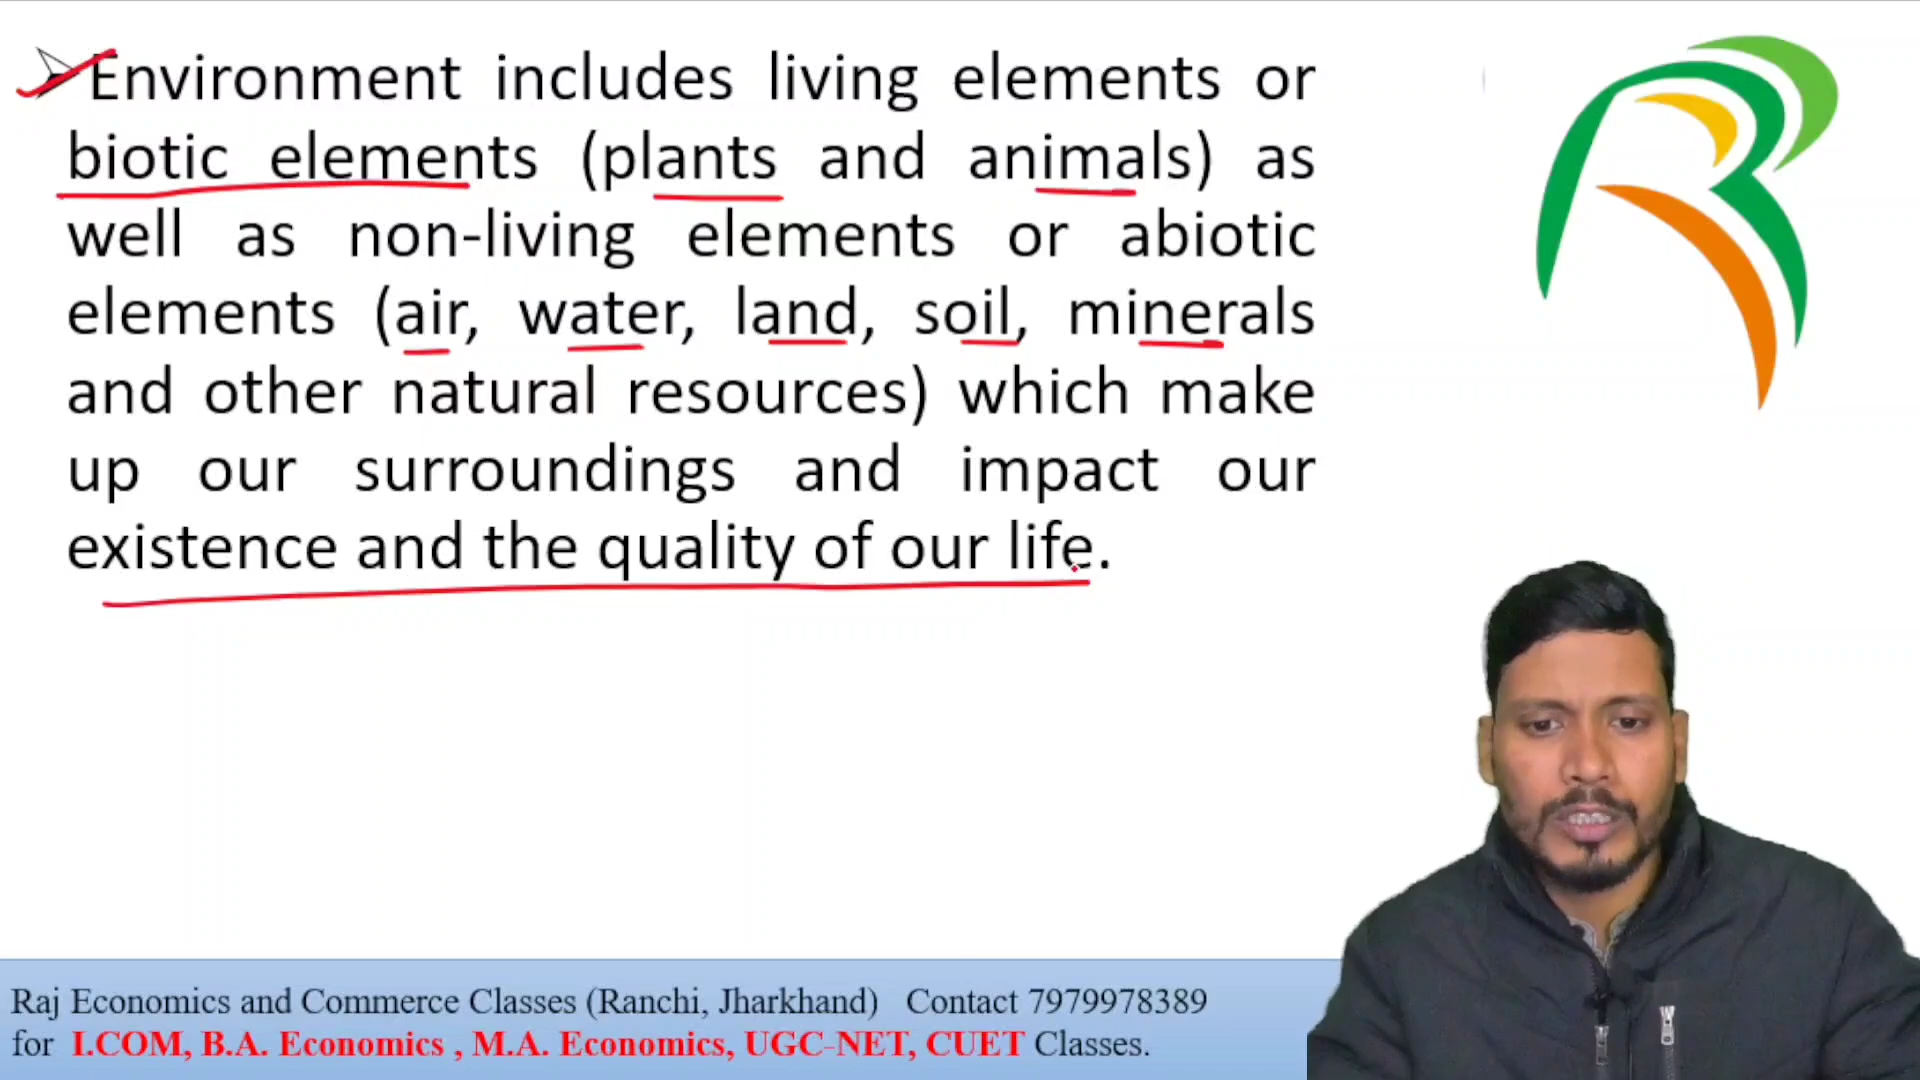 Environment includes living elements or
biotic elements (plants and animals) as
well as non-living elements or abiotic
elements (air, water, land, soil, minerals
and other natural resources) which make
up our surroundings and impact our
existence and the quality of our life.
Raj Economics and Commerce Classes (Ranchi, Jharkhand) Contact 7979978389
for I.COM, B.A. Economics , M.A. Economics, UGC-NET, CUET Classes.